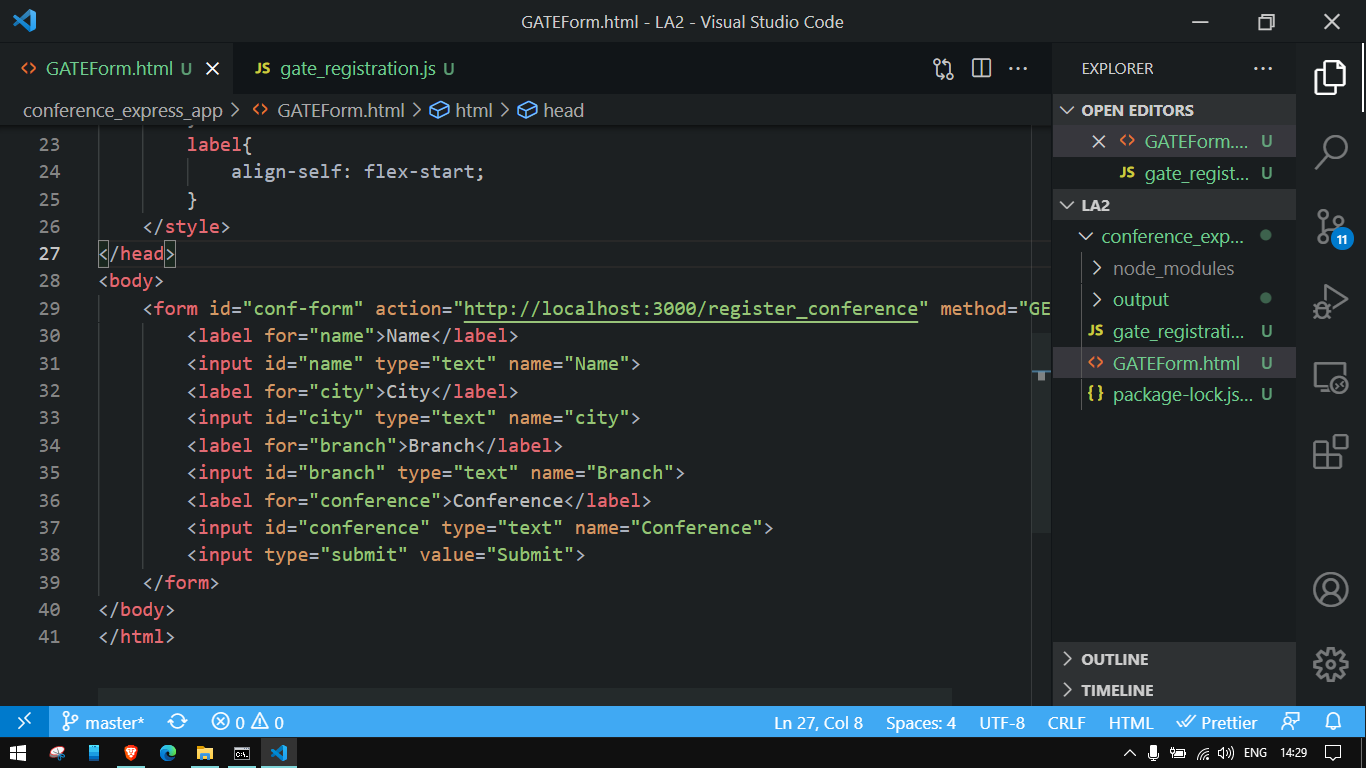 GATEForm.html - LA2 - Visual Studio Code
GATEForm.html U
JS gate_registration.js U
conference_express_app > GATEForm.html > html > head
23 label{
24 align-self: flex-start;
25 }
26 </style>
27 </head>
28 <body>
29 <form id="conf-form" action="http://localhost:3000/register_conference" method="GE
30 <label for="name">Name</label>
31 <input id="name" type="text" name="Name">
32 <label for="city">City</label>
33 <input id="city" type="text" name="city">
34 <label for="branch">Branch</label>
35 <input id="branch" type="text" name="Branch">
36 <label for="conference">Conference</label>
37 <input id="conference" type="text" name="Conference">
38 <input type="submit" value="Submit">
39 </form>
40 </body>
41 </html>
EXPLORER
OPEN EDITORS
GATEForm.... U
JS gate_regist... U
LA2
conference_exp...
node_modules
output
JS gate_registrati... U
GATEForm.html U
{} package-lock.js... U
OUTLINE
TIMELINE
11
master*
0 0
Ln 27, Col 8
Spaces: 4
UTF-8
CRLF
HTML
Prettier
ENG
14:29